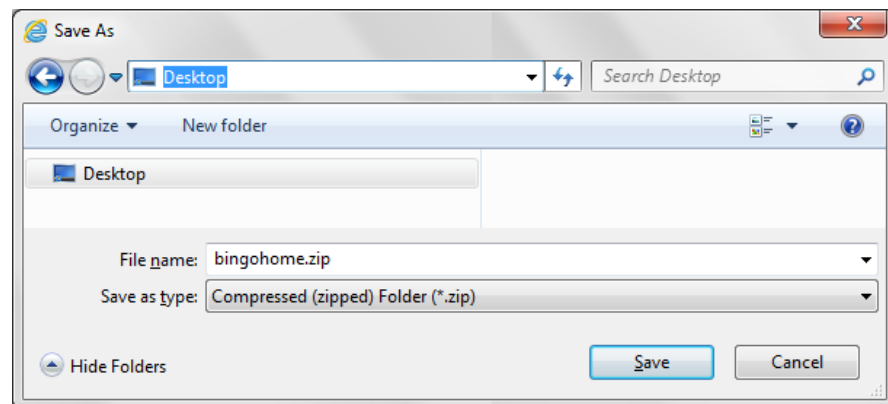 Save As
Desktop
Search Desktop
Organize New folder
Desktop
File name: bingohome.zip
Save as type: Compressed (zipped) Folder (*.zip)
Hide Folders Save Cancel